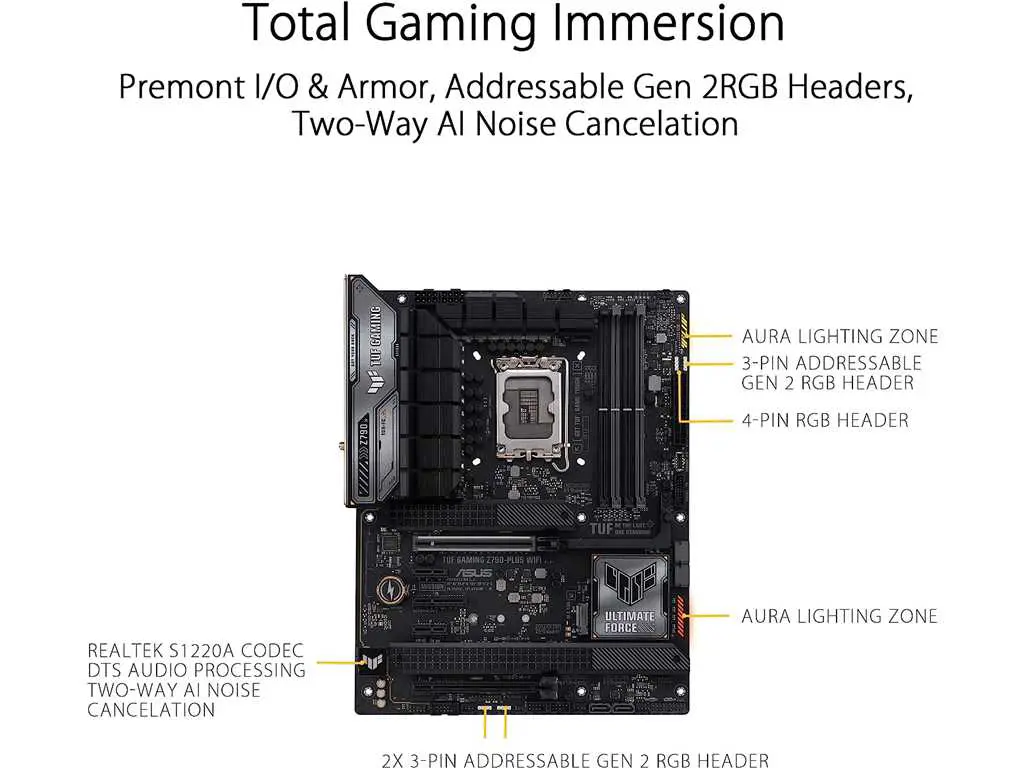 Total Gaming Immersion
Premont I/O & Armor, Addressable Gen 2RGB Headers,
Two-Way AI Noise Cancelation
AURA LIGHTING ZONE
3-PIN ADDRESSABLE
GEN 2 RGB HEADER
4-PIN RGB HEADER
TUF GAMING
Z790
TUF
TUF GAMING Z790-PLUS WIFI
ASUS
ULTIMATE
FORCE
AURA LIGHTING ZONE
REALTEK S1220A CODEC
DTS AUDIO PROCESSING
TWO-WAY AI NOISE
CANCELATION
2X 3-PIN ADDRESSABLE GEN 2 RGB HEADER